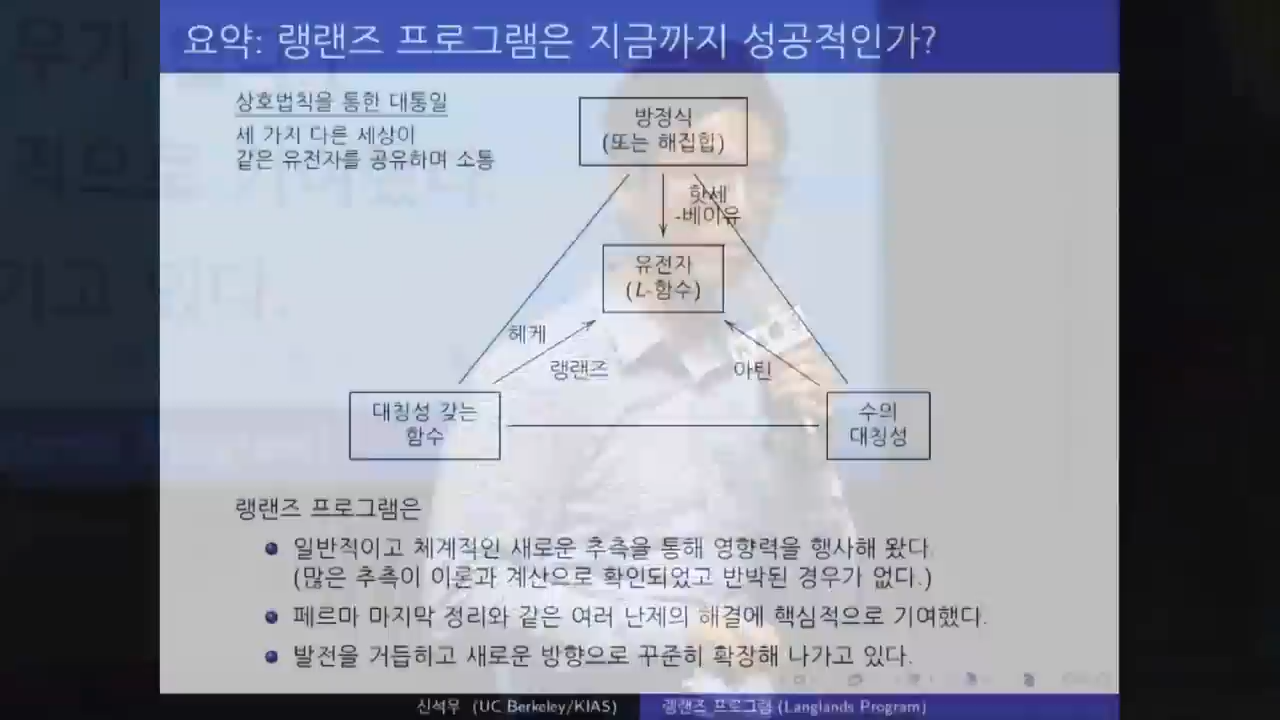 요약: 랭랜즈 프로그램은 지금까지 성공적인가?
상호법칙을 통한 대통일
세 가지 다른 세상이
같은 유전자를 공유하며 소통
방정식
(또는 해집합)
핫세
-베이유
유전자
(L-함수)
헤케
랭랜즈
아틴
대칭성 갖는
함수
수의
대칭성
랭랜즈 프로그램은
일반적이고 체계적인 새로운 추측을 통해 영향력을 행사해 왔다.
(많은 추측이 이론과 계산으로 확인되었고 반박된 경우가 없다.)
페르마 마지막 정리와 같은 여러 난제의 해결에 핵심적으로 기여했다.
발전을 거듭하고 새로운 방향으로 꾸준히 확장해 나가고 있다.
신석우 (UC Berkeley/KIAS)
랭랜즈 프로그램 (Langlands Program)